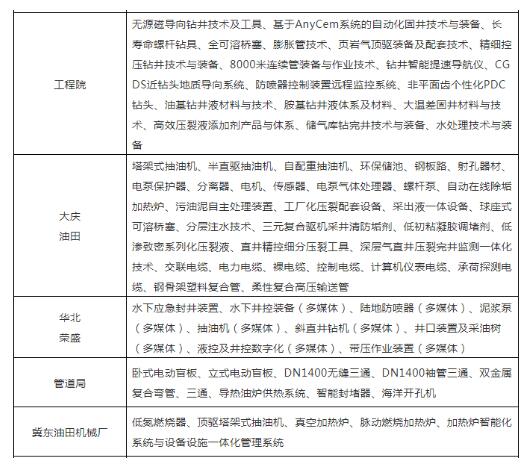 工程院
无源磁导向钻井技术及工具、基于AnyCem系统的自动化固井技术与装备、长
寿命螺杆钻具、全可溶桥塞、膨胀管技术、页岩气顶驱装备及配套技术、精细控
压钻井技术与装备、8000米连续管装备与作业技术、钻井智能提速导航仪、CG
DS近钻头地质导向系统、防喷器控制装置远程监控系统、非平面齿个性化PDC
钻头、油基钻井液材料与技术、胺基钻井液体系及材料、大温差固井材料与技
术、高效压裂液添加剂产品与体系、储气库钻完井技术与装备、水处理技术与装
备
大庆
油田
塔架式抽油机、半直驱抽油机、自配重抽油机、环保储池、钢板路、射孔器材、
电泵保护器、分离器、电机、传感器、电泵气体处理器、螺杆泵、自动在线除垢
加热炉、污油泥自主处理装置、工厂化压裂配套设备、采出液一体设备、球座式
可溶桥塞、分层注水技术、三元复合驱机采井清防垢剂、低初粘凝胶调堵剂、低
渗致密系列化压裂液、直井精控细分压裂工具、深层气直井压裂完井监测一体化
技术、交联电缆、电力电缆、裸电缆、控制电缆、计算机仪表电缆、承荷探测电
缆、钢骨架塑料复合管、柔性复合高压输送管
华北
荣盛
水下应急封井装置、水下井控装备（多媒体）、陆地防喷器（多媒体）、泥浆泵
（多媒体）、抽油机（多媒体）、斜直井钻机（多媒体）、井口装置及采油树
（多媒体）、液控及井控数字化（多媒体）、带压作业装置（多媒体）
管道局
卧式电动盲板、立式电动盲板、DN1400无缝三通、DN1400袖管三通、双金属
复合弯管、三通、导热油炉供热系统、智能封堵器、海洋开孔机
冀东油田机械厂
低氮燃烧器、顶驱塔架式抽油机、真空加热炉、脉动燃烧加热炉、加热炉智能化
系统与设备设施一体化管理系统